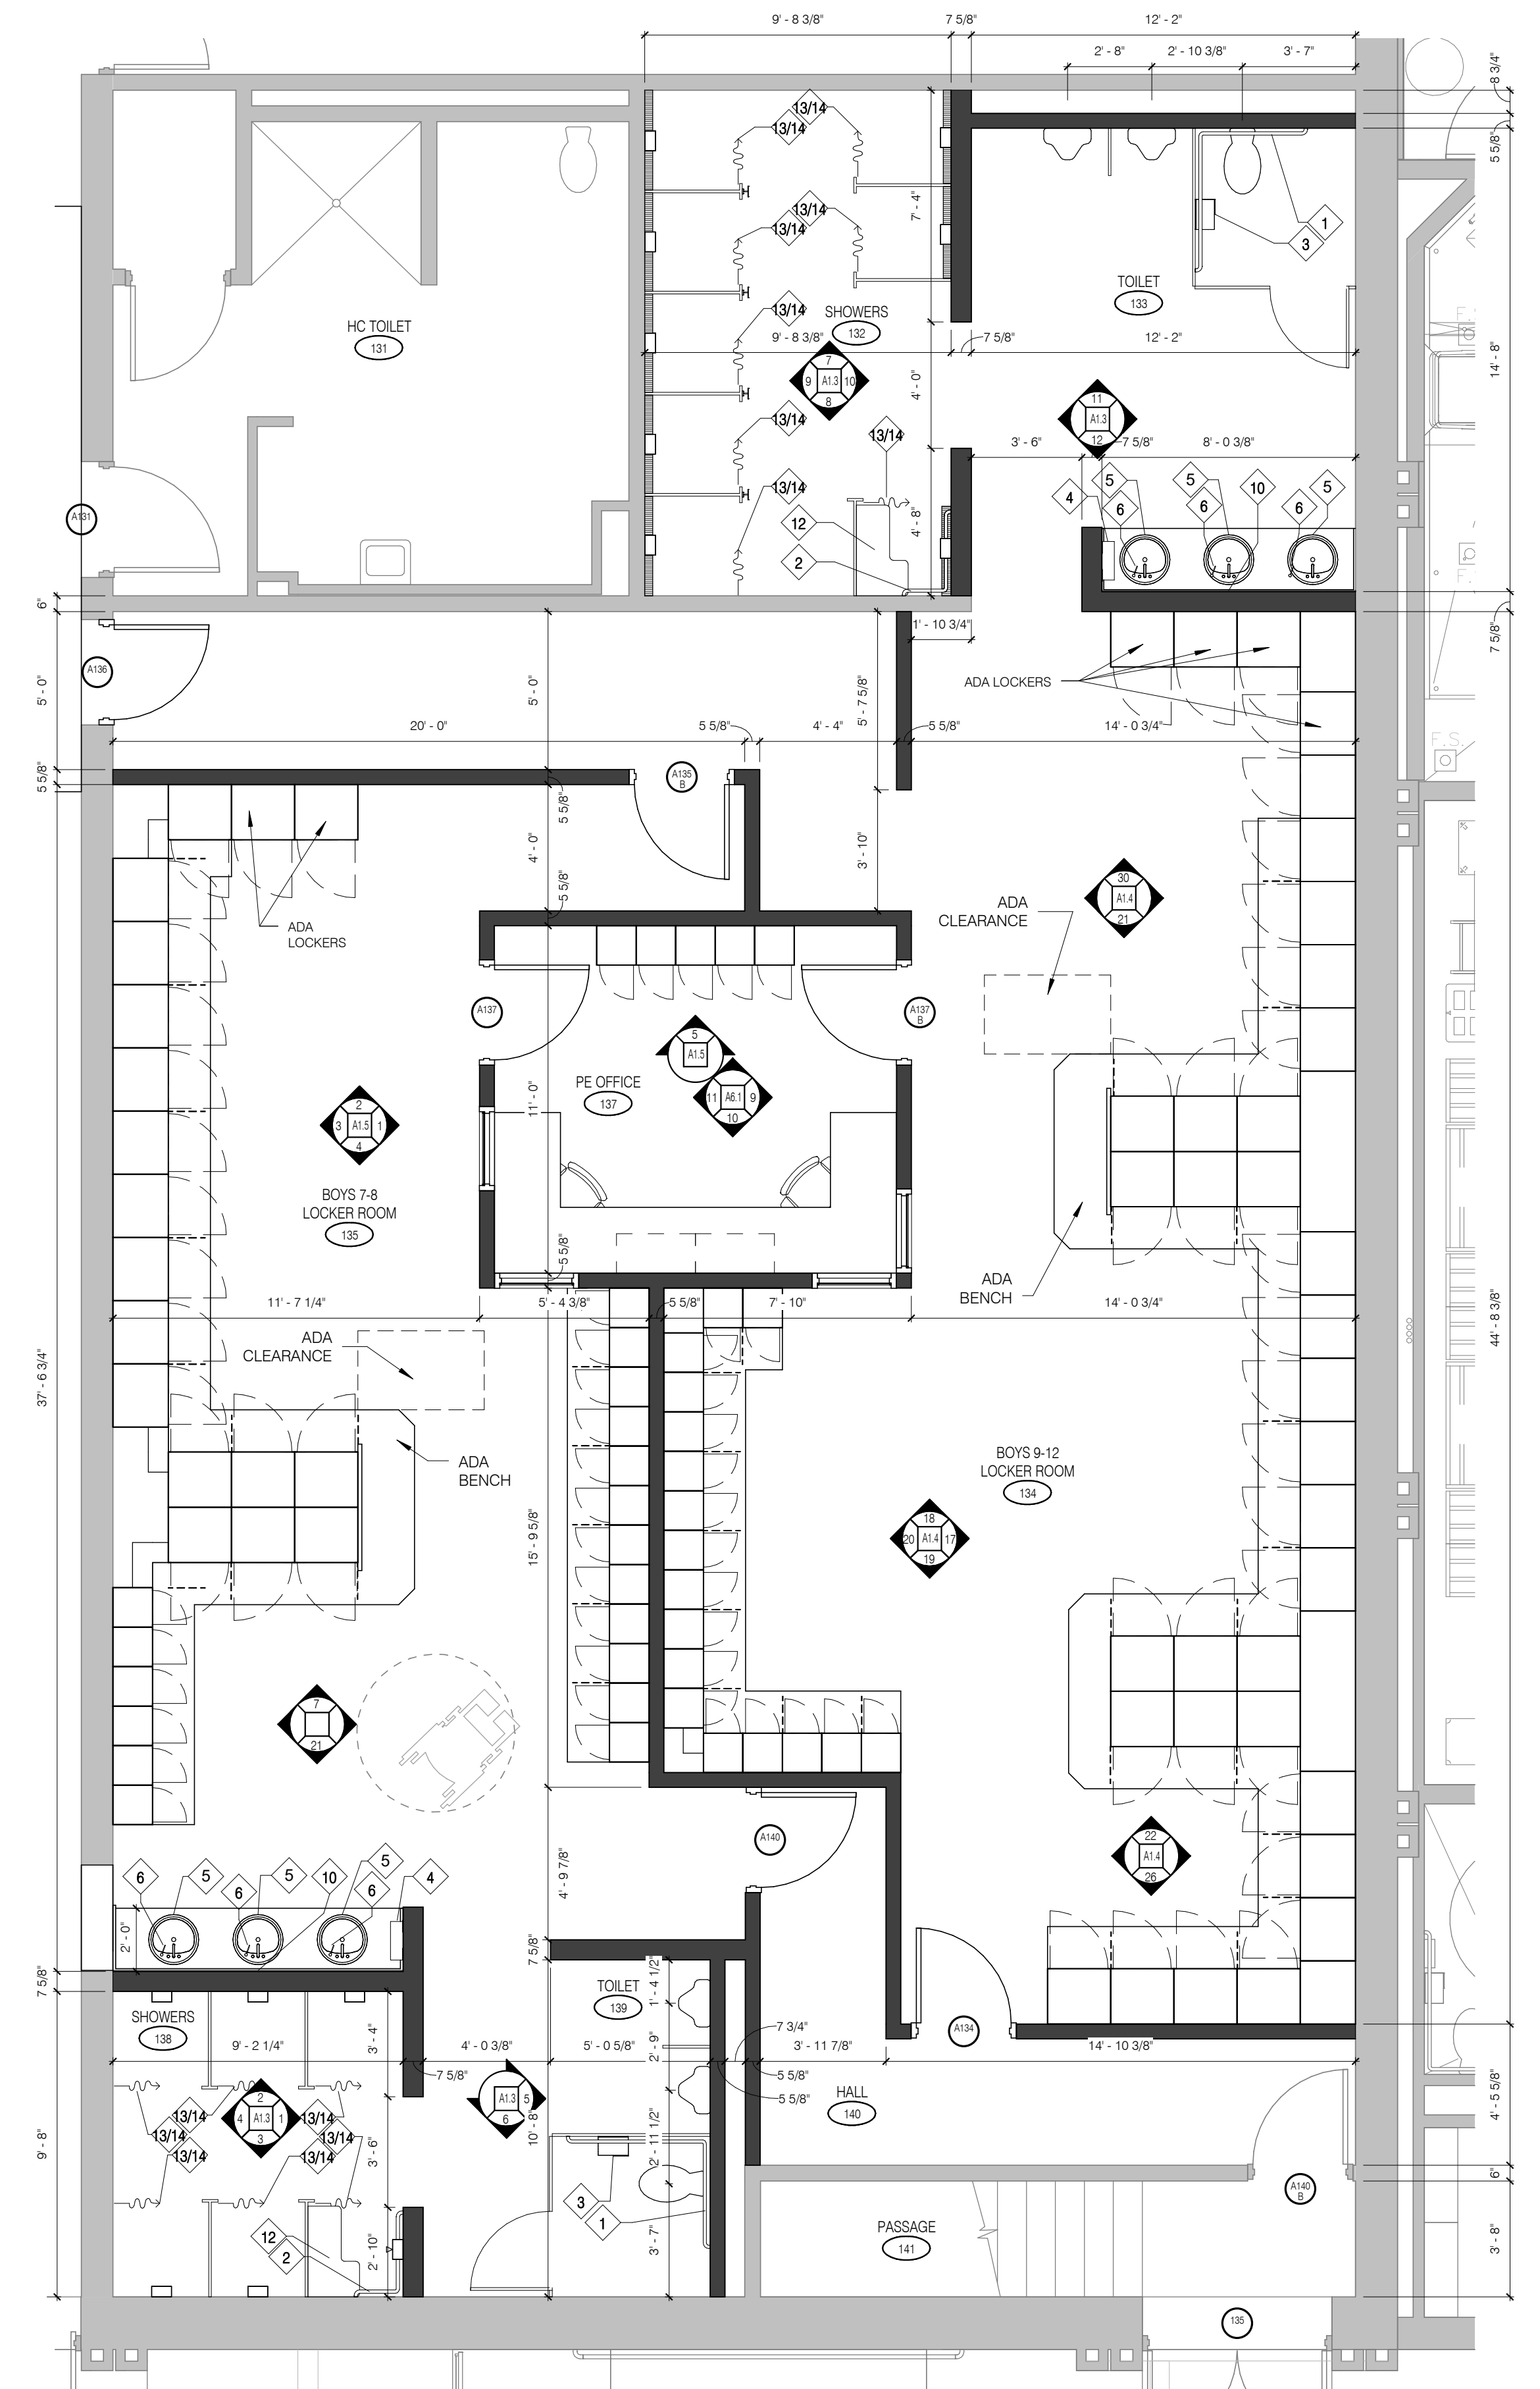 9' - 8 3/8"
7 5/8"
12' - 2"
2' - 8"
2' - 10 3/8"
3' - 7"
8 3/4"
5 5/8"
13/14
13/14
7' - 4"
1
3
13/14
13/14
TOILET
133
HC TOILET
131
13/14
SHOWERS
132
9' - 8 3/8"
7 5/8"
12' - 2"
14' - 8"
7
9
A1.3
10
8
4' - 0"
11
A1.3
12
13/14
13/14
3' - 6"
7 5/8"
8' - 0 3/8"
13/14
4
5
6
5
6
10
6
5
A131
12
4' - 8"
2
6"
1' - 10 3/4"
7 5/8"
A136
5' - 0"
5' - 0"
5' - 7 5/8"
ADA LOCKERS
20' - 0"
5 5/8"
4' - 4"
5 5/8"
14' - 0 3/4"
F.S.
5 5/8"
A135
B
5 5/8"
4' - 0"
3' - 10"
5 5/8"
ADA
LOCKERS
30
A1.4
21
ADA
CLEARANCE
A137
A137
B
5
A1.5
PE OFFICE
137
11
A6.1
9
10
11' - 0"
2
3
A1.5
1
4
BOYS 7-8
LOCKER ROOM
135
5 5/8"
ADA
BENCH
11' - 7 1/4"
5' - 4 3/8"
5 5/8"
7' - 10"
14' - 0 3/4"
44' - 8 3/8"
ADA
CLEARANCE
37' - 6 3/4"
ADA
BENCH
BOYS 9-12
LOCKER ROOM
134
15' - 9 5/8"
18
20
A1.4
17
19
7
21
A140
22
A1.4
26
6
5
6
5
10
5
6
4
4' - 9 7/8"
2' - 0"
7 5/8"
7 5/8"
TOILET
139
1' - 4 1/2"
SHOWERS
138
9' - 2 1/4"
3' - 4"
7 5/8"
4' - 0 3/8"
5' - 0 5/8"
2' - 9"
7 3/4"
3' - 11 7/8"
A134
14' - 10 3/8"
5 5/8"
5 5/8"
HALL
140
2
4
A1.3
1
3
A1.3
5
6
13/14
13/14
13/14
13/14
13/14
13/14
10' - 8"
2' - 11 1/2"
3' - 6"
9' - 8"
4' - 5 5/8"
6"
A140
B
3
1
12
2
2' - 10"
3' - 7"
PASSAGE
141
3' - 8"
135